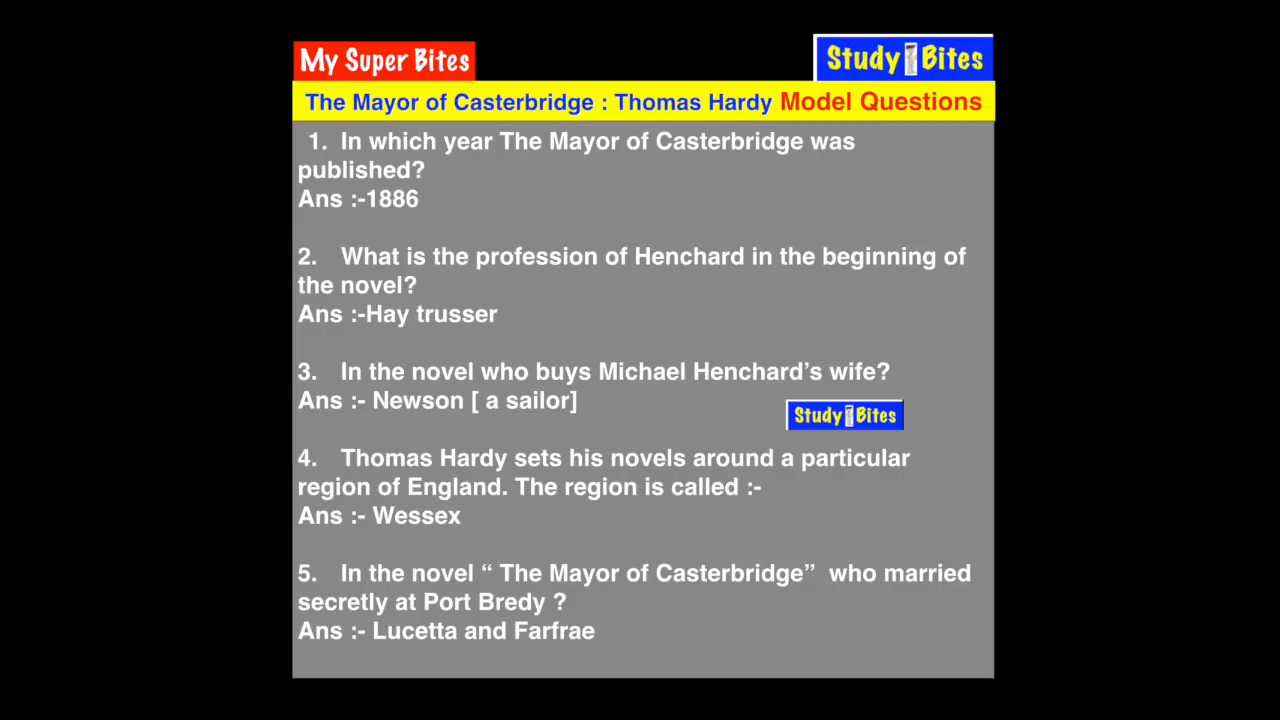 My Super Bites
Study Bites
The Mayor of Casterbridge : Thomas Hardy Model Questions
1. In which year The Mayor of Casterbridge was
published?
Ans :-1886
2. What is the profession of Henchard in the beginning of
the novel?
Ans :-Hay trusser
3. In the novel who buys Michael Henchard’s wife?
Ans :- Newson [ a sailor]
Study Bites
4. Thomas Hardy sets his novels around a particular
region of England. The region is called :-
Ans :- Wessex
5. In the novel “ The Mayor of Casterbridge” who married
secretly at Port Bredy ?
Ans :- Lucetta and Farfrae